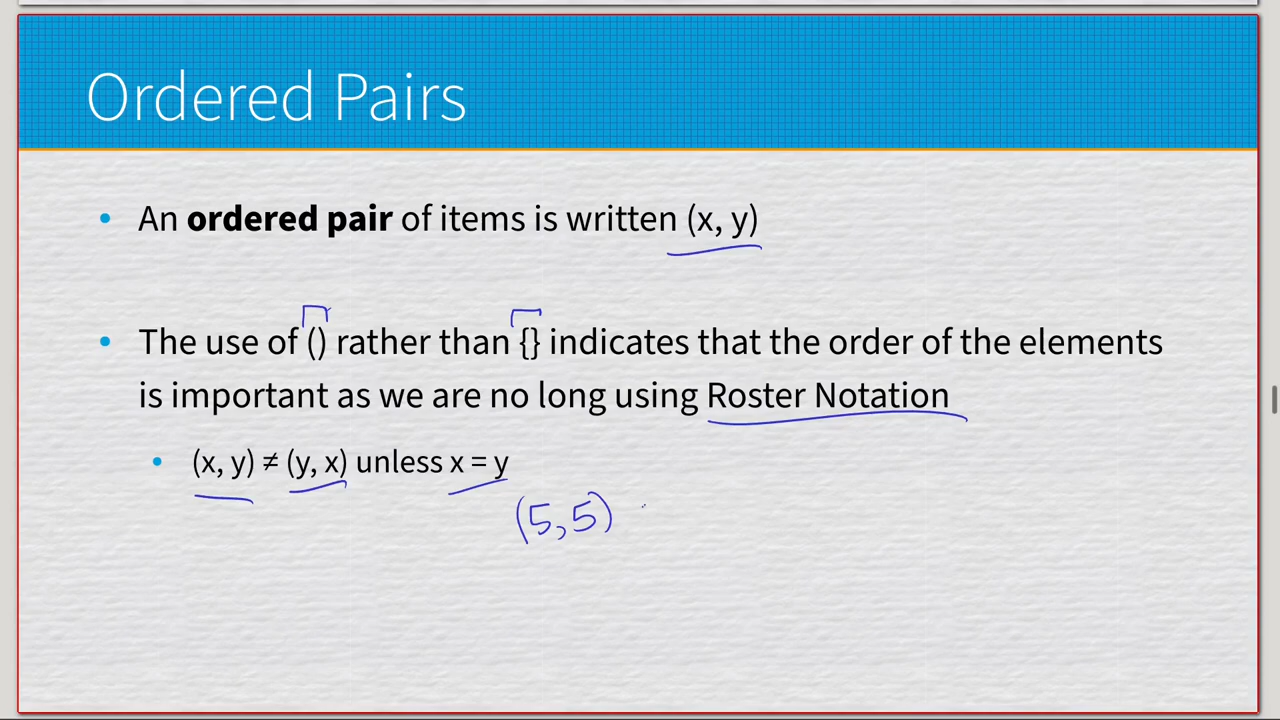 Ordered Pairs
• An ordered pair of items is written (x, y)
• The use of () rather than {} indicates that the order of the elements
is important as we are no long using Roster Notation
• (x, y) ≠ (y, x) unless x = y
(5,5)